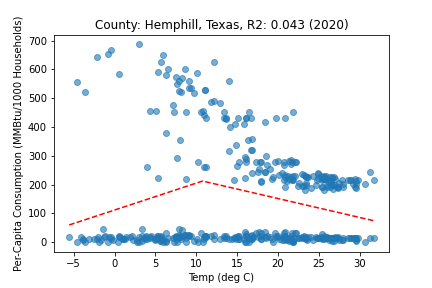 County: Hemphill, Texas, R2: 0.043 (2020)
Per-Capita Consumption (MMBtu/1000 Households)
700
600
500
400
300
200
100
0
−5 0 5 10 15 20 25 30
Temp (deg C)